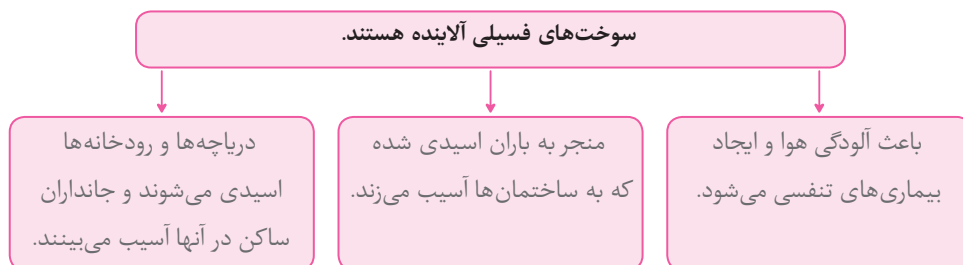 سوخت‌های فسیلی آلاینده هستند.
باعث آلودگی هوا و ایجاد
بیماری‌های تنفسی می‌شود.
منجر به باران اسیدی شده
که به ساختمان‌ها آسیب می‌زند.
دریاچه‌ها و رودخانه‌ها
اسیدی می‌شوند و جانداران
ساکن در آنها آسیب می‌بینند.